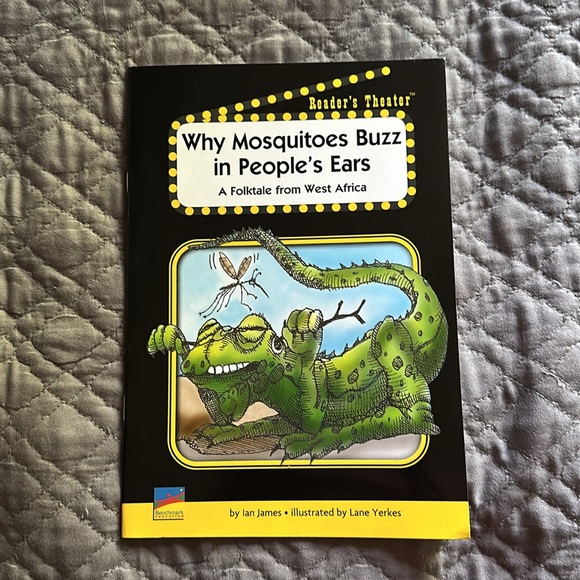 Reader's Theater™
Why Mosquitoes Buzz
in People's Ears
A Folktale from West Africa
Benchmark
EDUCATION
by Ian James • illustrated by Lane Yerkes